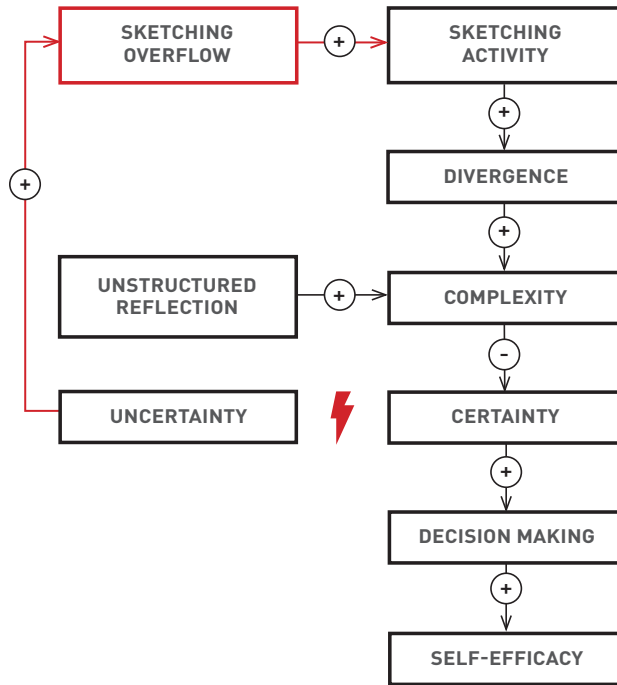 SKETCHING
OVERFLOW
+
SKETCHING
ACTIVITY
+
+
DIVERGENCE
+
UNSTRUCTURED
REFLECTION
+
COMPLEXITY
-
UNCERTAINTY
CERTAINTY
+
DECISION MAKING
+
SELF-EFFICACY